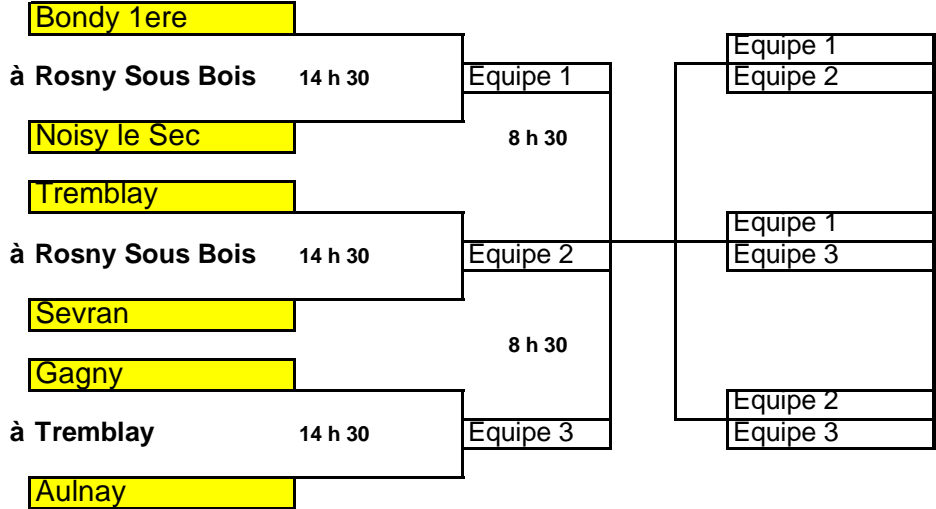 Bondy 1ere
Equipe 1
à Rosny Sous Bois 14 h 30 Equipe 1 Equipe 2
Noisy le Sec 8 h 30
Tremblay
Equipe 1
à Rosny Sous Bois 14 h 30 Equipe 2 Equipe 3
Sevran
8 h 30
Gagny
Equipe 2
à Tremblay 14 h 30 Equipe 3 Equipe 3
Aulnay